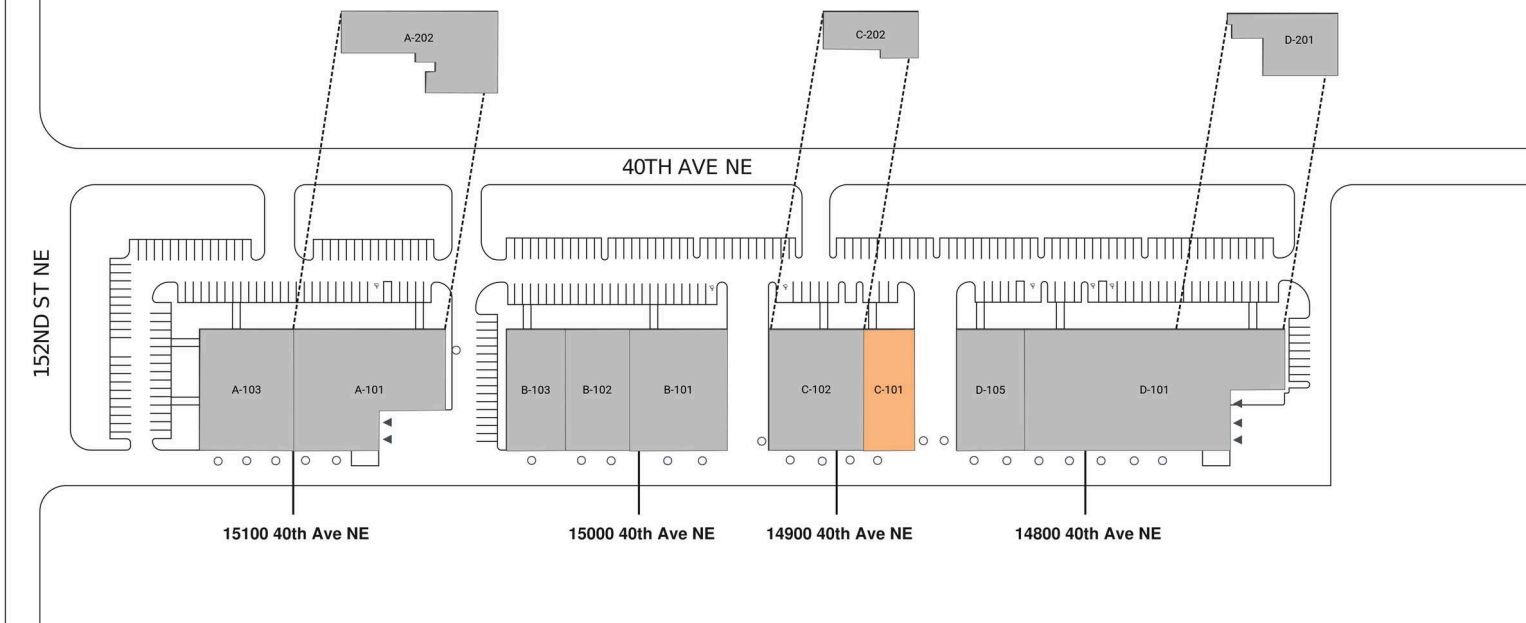 A-202
C-202
D-201
40TH AVE NE
152ND ST NE
A-103
A-101
B-103
B-102
B-101
C-102
C-101
D-105
D-101
15100 40th Ave NE
15000 40th Ave NE
14900 40th Ave NE
14800 40th Ave NE